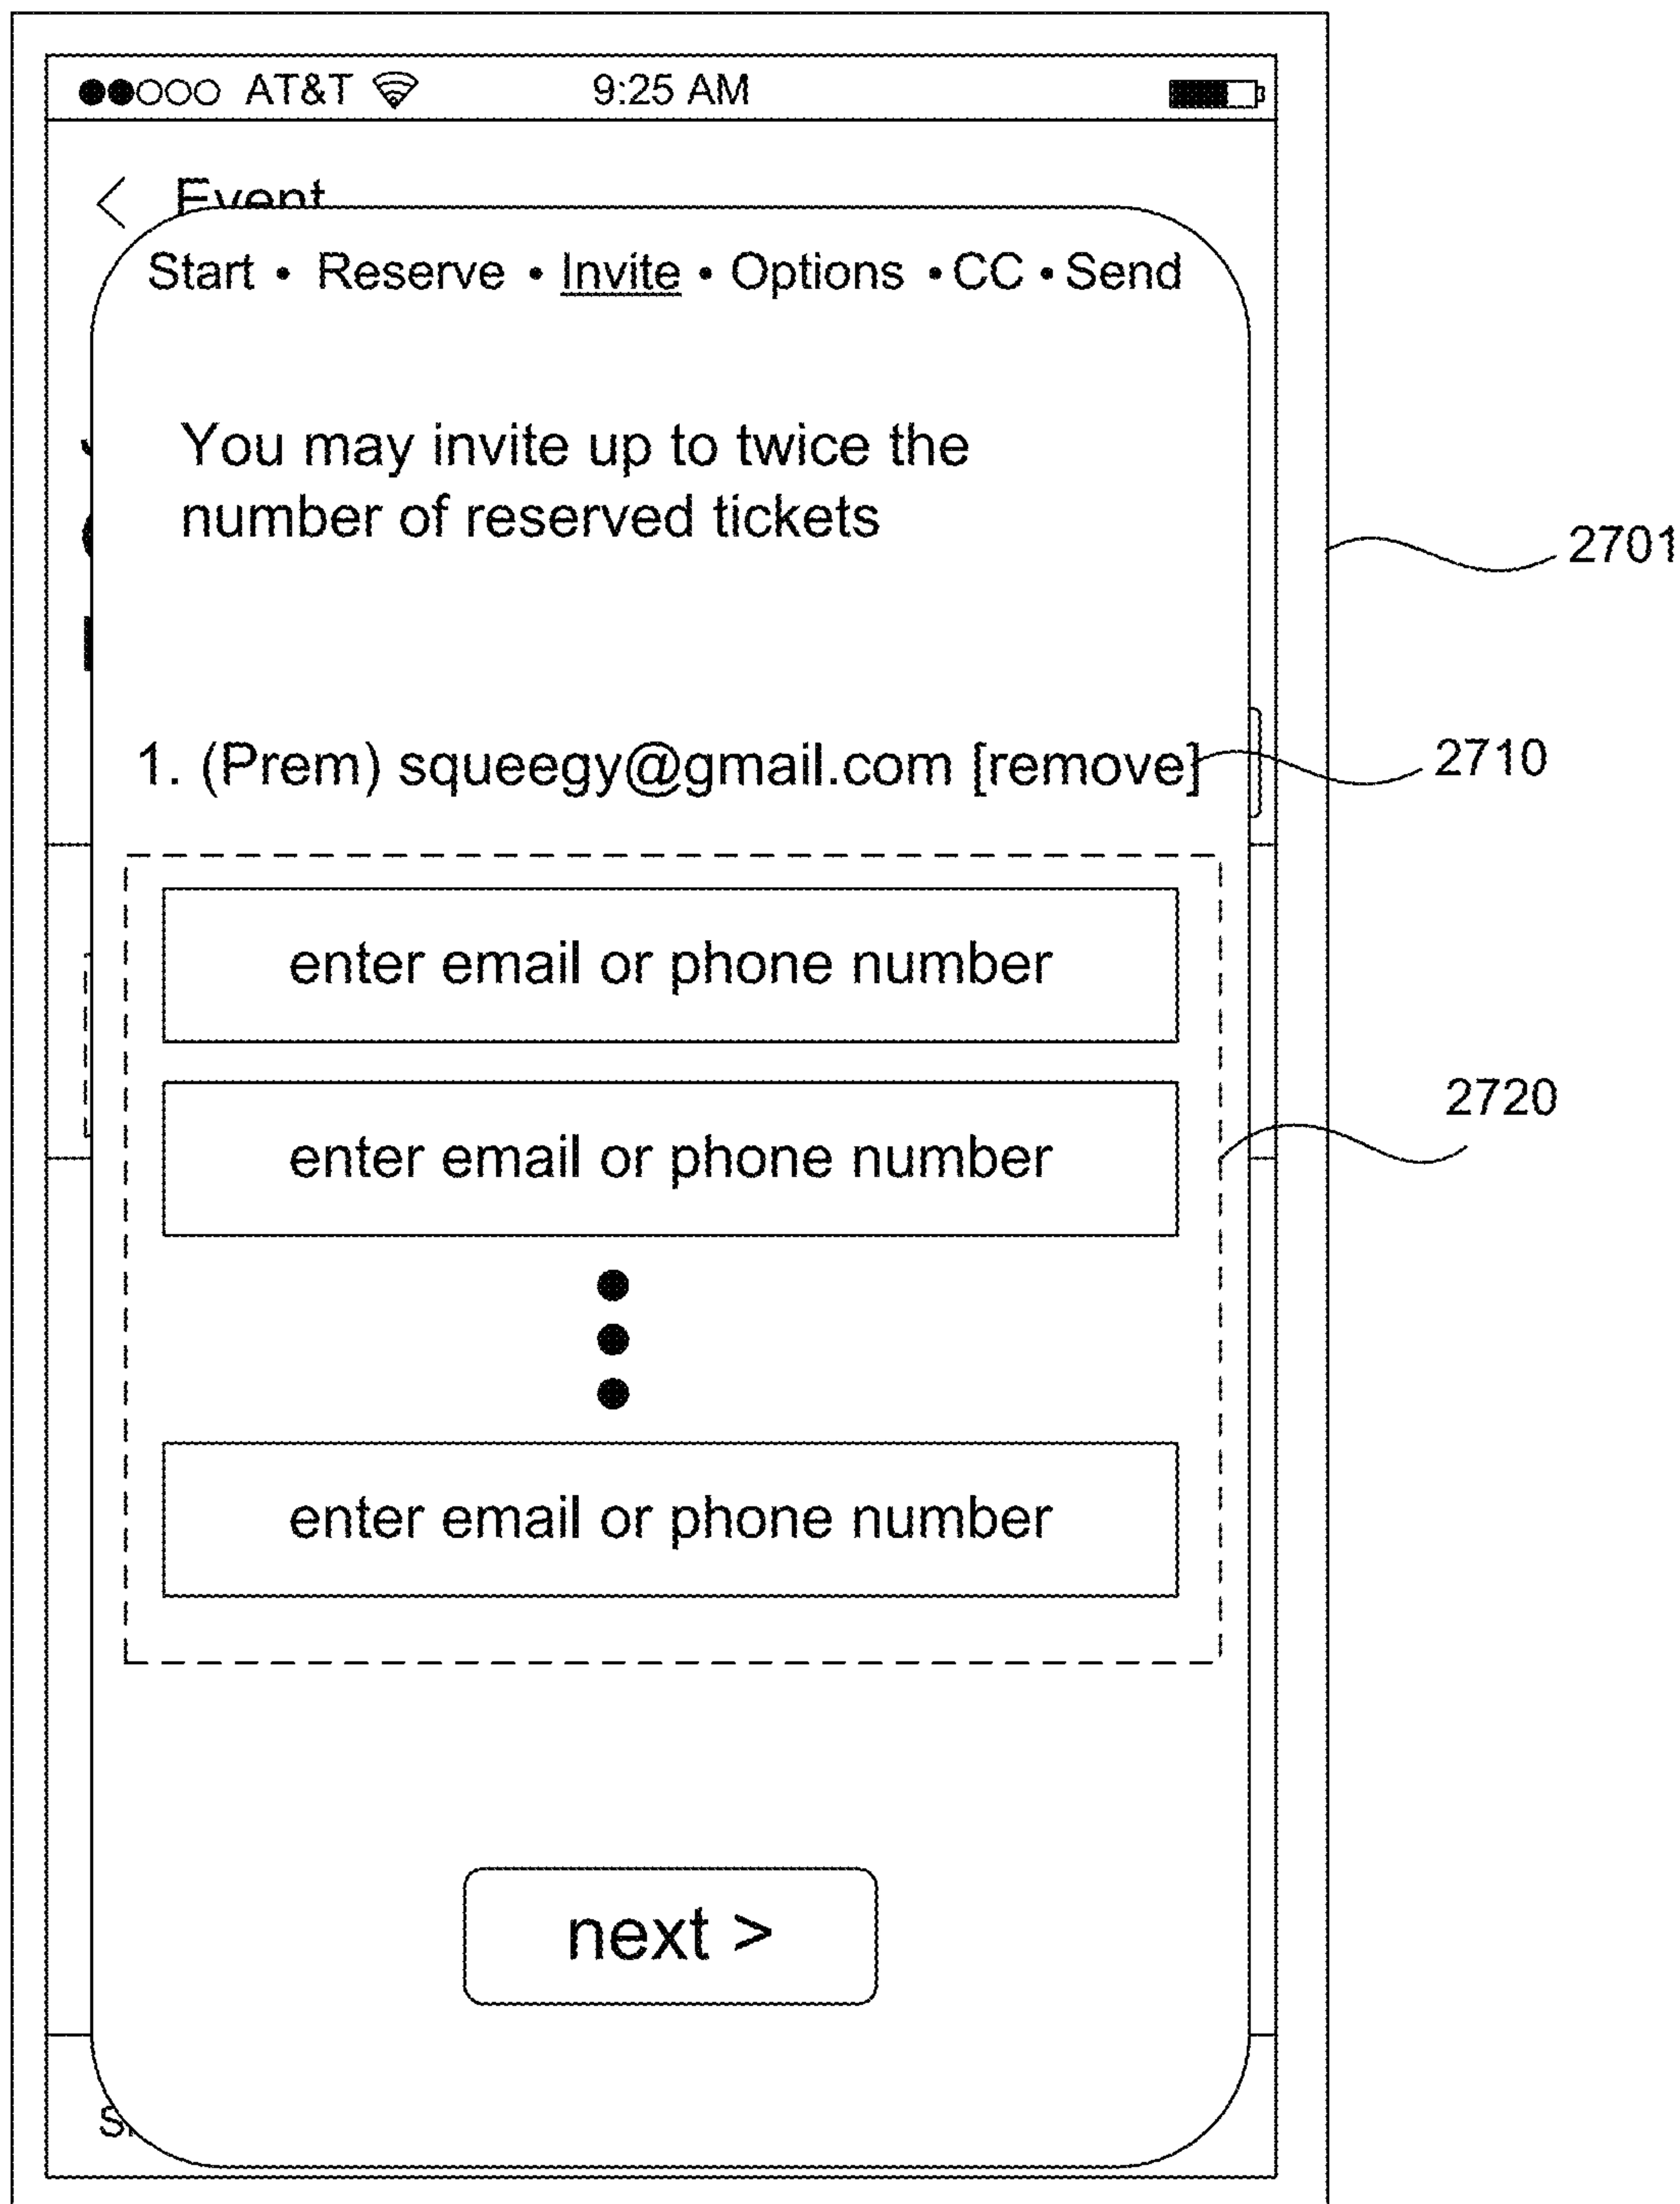 AT&T 9:25 AM
< Event
Start • Reserve • Invite • Options • CC • Send
You may invite up to twice the
number of reserved tickets
2701
1. (Prem) squeegy@gmail.com [remove]
2710
enter email or phone number
2720
enter email or phone number
enter email or phone number
next >